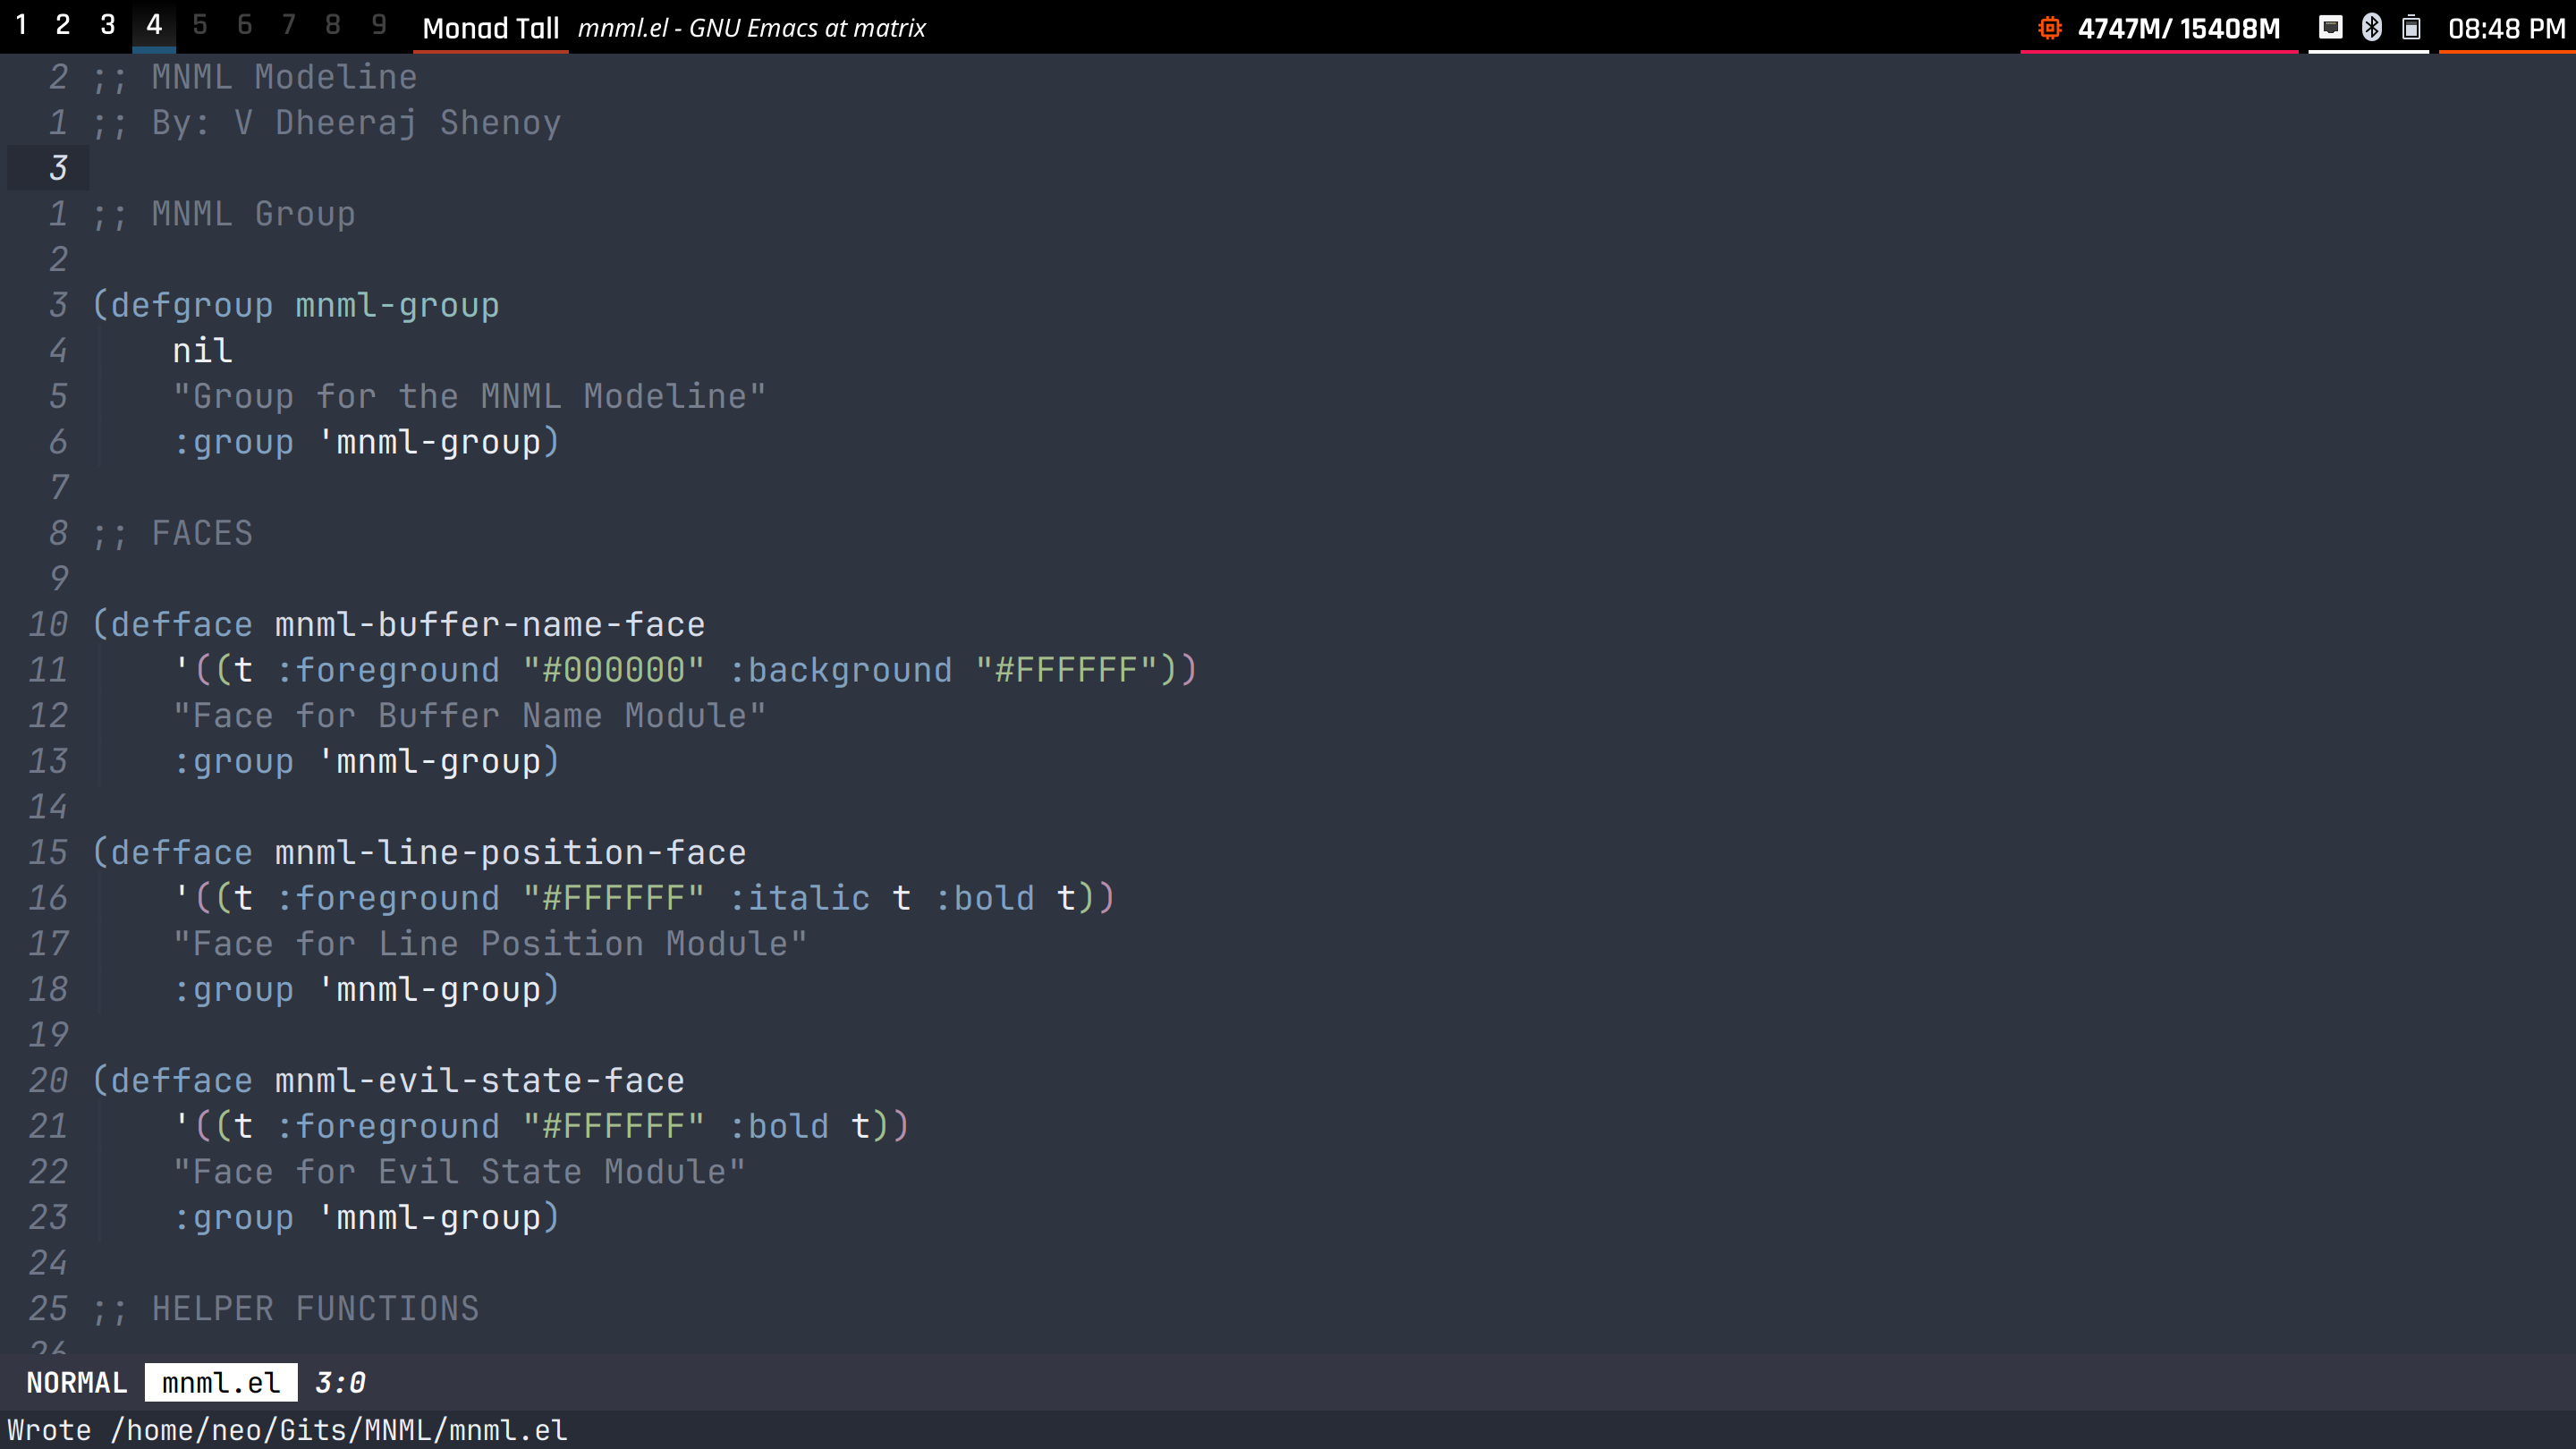 1 2 3 4 5 6 7 8 9 Monad Tall mnml.el - GNU Emacs at matrix 4747M/ 15408M 08:48 PM
2 ;; MNML Modeline
1 ;; By: V Dheeraj Shenoy
3
1 ;; MNML Group
2
3 (defgroup mnml-group
4 nil
5 "Group for the MNML Modeline"
6 :group 'mnml-group)
7
8 ;; FACES
9
10 (defface mnml-buffer-name-face
11 '((t :foreground "#000000" :background "#FFFFFF"))
12 "Face for Buffer Name Module"
13 :group 'mnml-group)
14
15 (defface mnml-line-position-face
16 '((t :foreground "#FFFFFF" :italic t :bold t))
17 "Face for Line Position Module"
18 :group 'mnml-group)
19
20 (defface mnml-evil-state-face
21 '((t :foreground "#FFFFFF" :bold t))
22 "Face for Evil State Module"
23 :group 'mnml-group)
24
25 ;; HELPER FUNCTIONS
26
NORMAL mnml.el 3:0
Wrote /home/neo/Gits/MNML/mnml.el